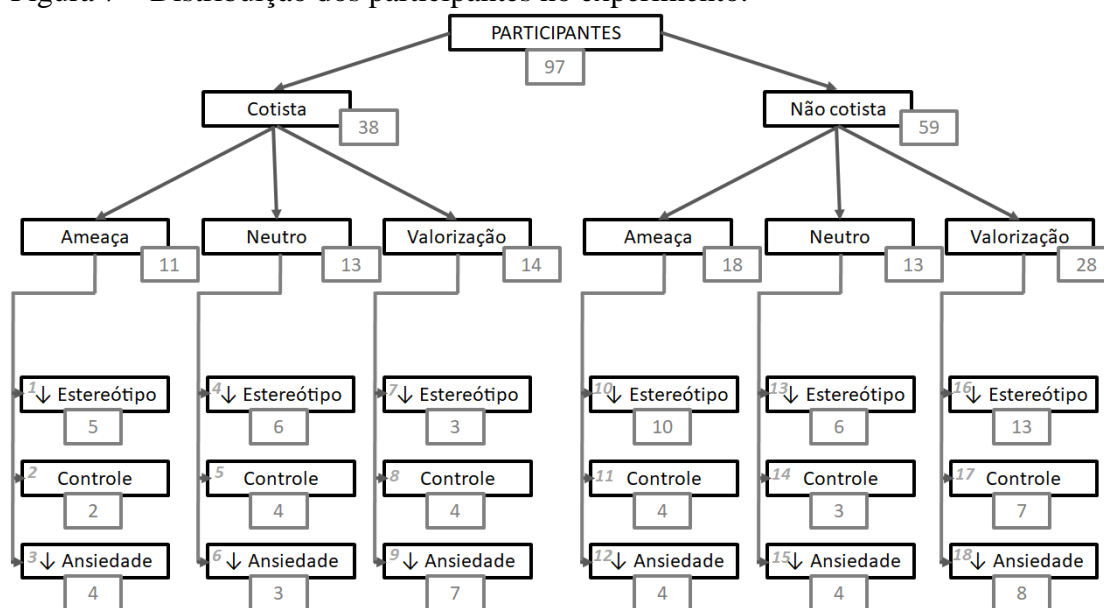 Figura 7 – Distribuição dos participantes no experimento.
PARTICIPANTES
97
Cotista
38
Não cotista
59
Ameaça
11
Neutro
13
Valorização
14
Ameaça
18
Neutro
13
Valorização
28
1 ↓ Estereótipo
5
4 ↓ Estereótipo
6
7 ↓ Estereótipo
3
10 ↓ Estereótipo
10
13 ↓ Estereótipo
6
16 ↓ Estereótipo
13
2 Controle
2
5 Controle
4
8 Controle
4
11 Controle
4
14 Controle
3
17 Controle
7
3 ↓ Ansiedade
4
6 ↓ Ansiedade
3
9 ↓ Ansiedade
7
12 ↓ Ansiedade
4
15 ↓ Ansiedade
4
18 ↓ Ansiedade
8